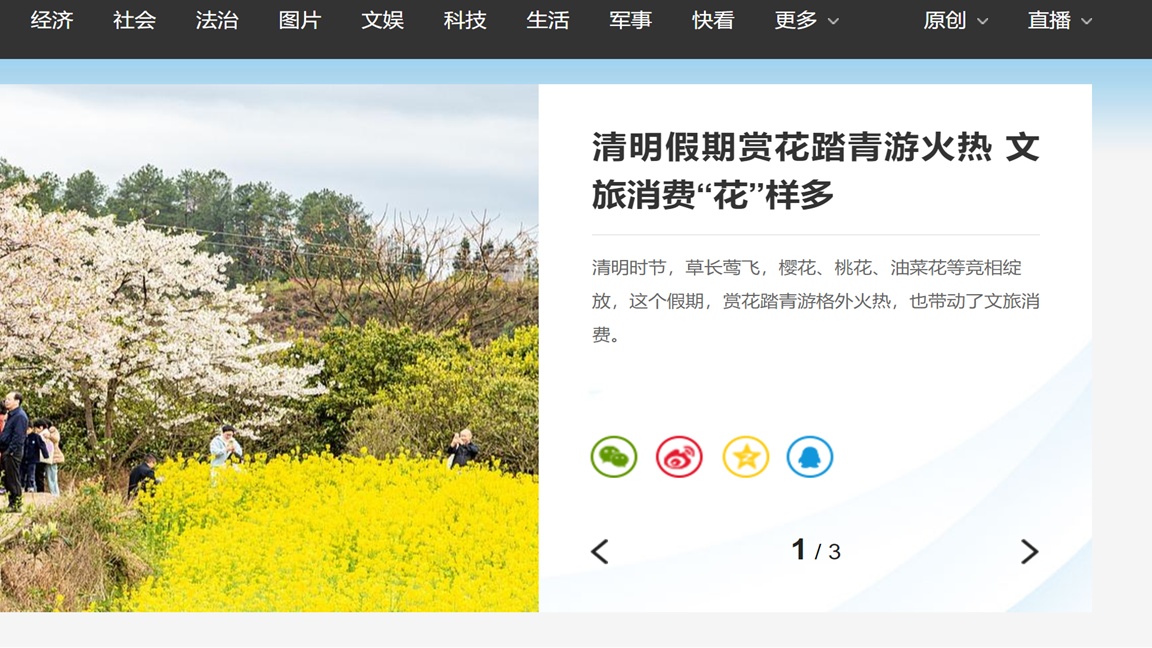 经济 社会 法治 图片 文娱 科技 生活 军事 快看 更多 原创 直播
清明假期赏花踏青游火热 文
旅消费“花”样多
清明时节，草长莺飞，樱花、桃花、油菜花等竞相绽
放，这个假期，赏花踏青游格外火热，也带动了文旅消
费。
1 / 3